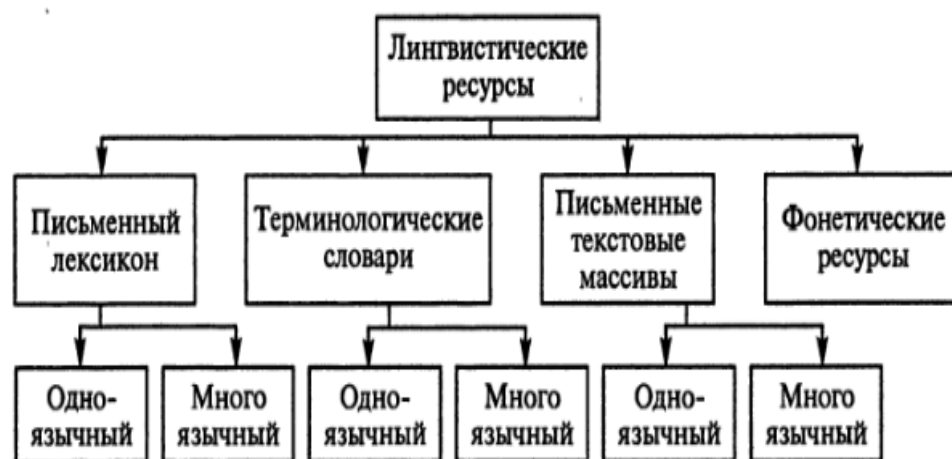 Лингвистические
ресурсы
Письменный
лексикон
Терминологические
словари
Письменные
текстовые
массивы
Фонетические
ресурсы
Одно-
язычный
Много
язычный
Одно-
язычный
Много
язычный
Одно-
язычный
Много
язычный